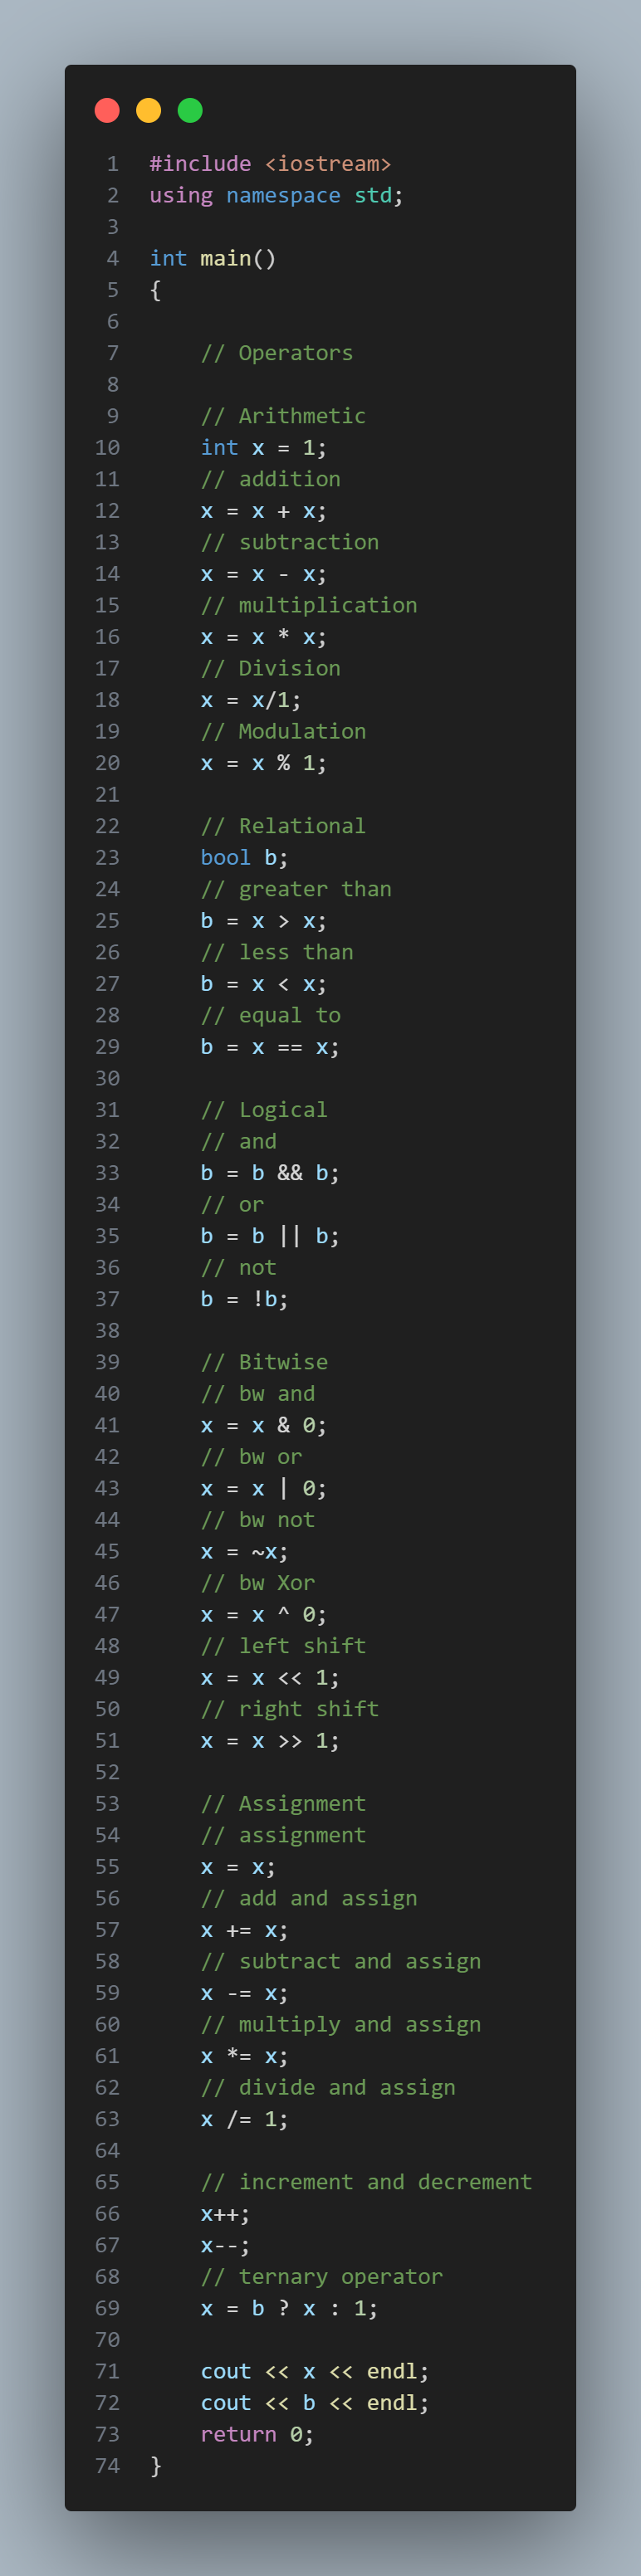 1 #include <iostream>
2 using namespace std;
3
4 int main()
5 {
6
7     // Operators
8
9     // Arithmetic
10     int x = 1;
11     // addition
12     x = x + x;
13     // subtraction
14     x = x - x;
15     // multiplication
16     x = x * x;
17     // Division
18     x = x/1;
19     // Modulation
20     x = x % 1;
21
22     // Relational
23     bool b;
24     // greater than
25     b = x > x;
26     // less than
27     b = x < x;
28     // equal to
29     b = x == x;
30
31     // Logical
32     // and
33     b = b && b;
34     // or
35     b = b || b;
36     // not
37     b = !b;
38
39     // Bitwise
40     // bw and
41     x = x & 0;
42     // bw or
43     x = x | 0;
44     // bw not
45     x = ~x;
46     // bw Xor
47     x = x ^ 0;
48     // left shift
49     x = x << 1;
50     // right shift
51     x = x >> 1;
52
53     // Assignment
54     // assignment
55     x = x;
56     // add and assign
57     x += x;
58     // subtract and assign
59     x -= x;
60     // multiply and assign
61     x *= x;
62     // divide and assign
63     x /= 1;
64
65     // increment and decrement
66     x++;
67     x--;
68     // ternary operator
69     x = b ? x : 1;
70
71     cout << x << endl;
72     cout << b << endl;
73     return 0;
74 }